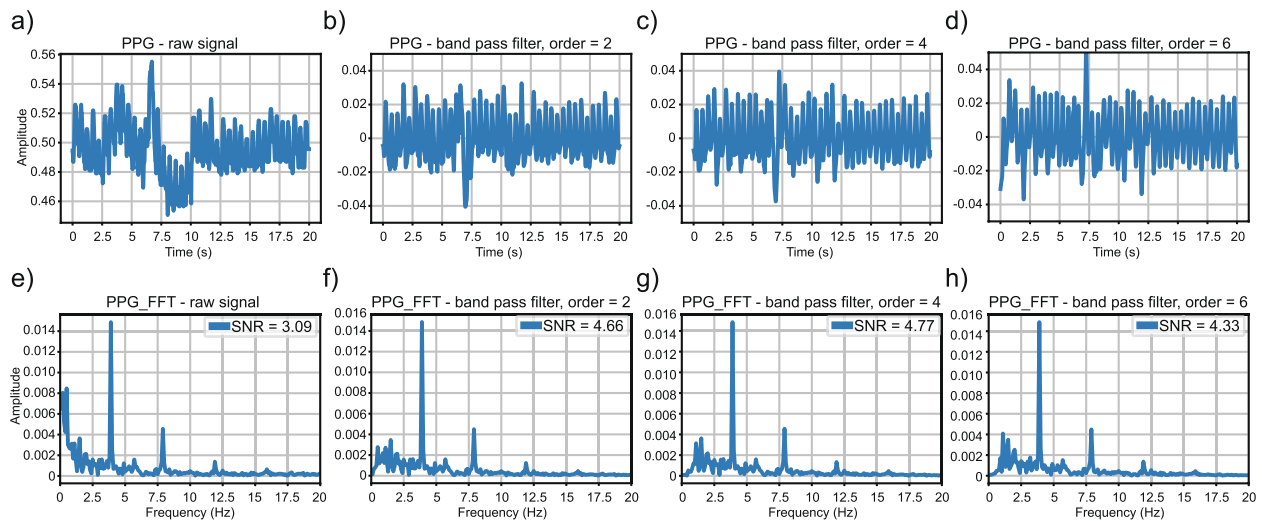 a)
PPG - raw signal
Amplitude
0.56
0.54
0.52
0.50
0.48
0.46
0 2.5 5 7.5 10 12.5 15 17.5 20
Time (s)
b)
PPG - band pass filter, order = 2
0.04
0.02
0
-0.02
-0.04
0 2.5 5 7.5 10 12.5 15 17.5 20
Time (s)
c)
PPG - band pass filter, order = 4
0.04
0.02
0
-0.02
-0.04
0 2.5 5 7.5 10 12.5 15 17.5 20
Time (s)
d)
PPG - band pass filter, order = 6
0.04
0.02
0
-0.02
-0.04
0 2.5 5 7.5 10 12.5 15 17.5 20
Time (s)
e)
PPG_FFT - raw signal
SNR = 3.09
Amplitude
0.014
0.012
0.010
0.008
0.006
0.004
0.002
0
0 2.5 5 7.5 10 12.5 15 17.5 20
Frequency (Hz)
f)
PPG_FFT - band pass filter, order = 2
SNR = 4.66
0.016
0.014
0.012
0.010
0.008
0.006
0.004
0.002
0
0 2.5 5 7.5 10 12.5 15 17.5 20
Frequency (Hz)
g)
PPG_FFT - band pass filter, order = 4
SNR = 4.77
0.016
0.014
0.012
0.010
0.008
0.006
0.004
0.002
0
0 2.5 5 7.5 10 12.5 15 17.5 20
Frequency (Hz)
h)
PPG_FFT - band pass filter, order = 6
SNR = 4.33
0.016
0.014
0.012
0.010
0.008
0.006
0.004
0.002
0
0 2.5 5 7.5 10 12.5 15 17.5 20
Frequency (Hz)